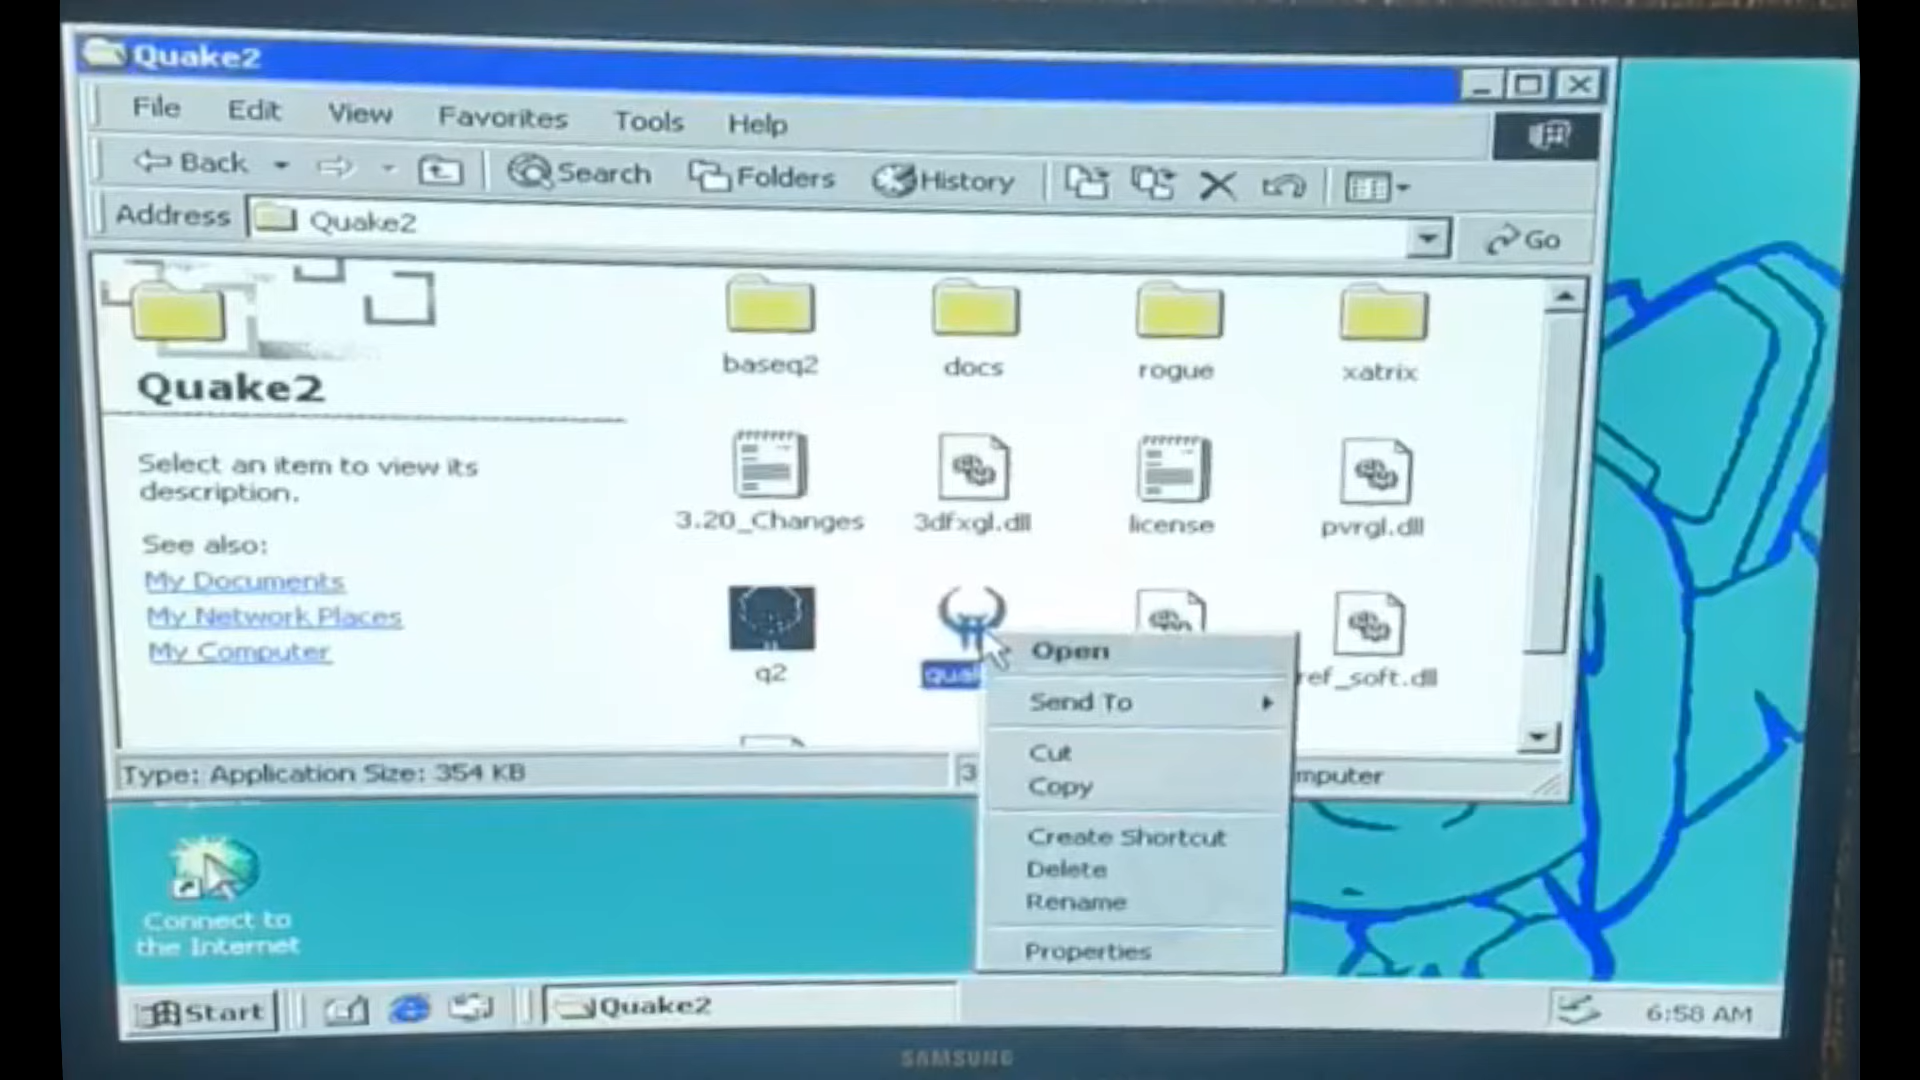 Quake2
File Edit View Favorites Tools Help
Back Search Folders History
Address Quake2 Go
baseq2 docs rogue xatrix
Quake2
Select an item to view its
description.
3.20_Changes 3dfxgl.dll license pvrgl.dll
See also:
My Documents
My Network Places
My Computer
q2 ref_soft.dll
Open
Send To
Cut
Copy
Create Shortcut
Delete
Rename
Properties
Type: Application Size: 354 KB
Connect to
the Internet
Start Quake2 6:58 AM
SAMSUNG